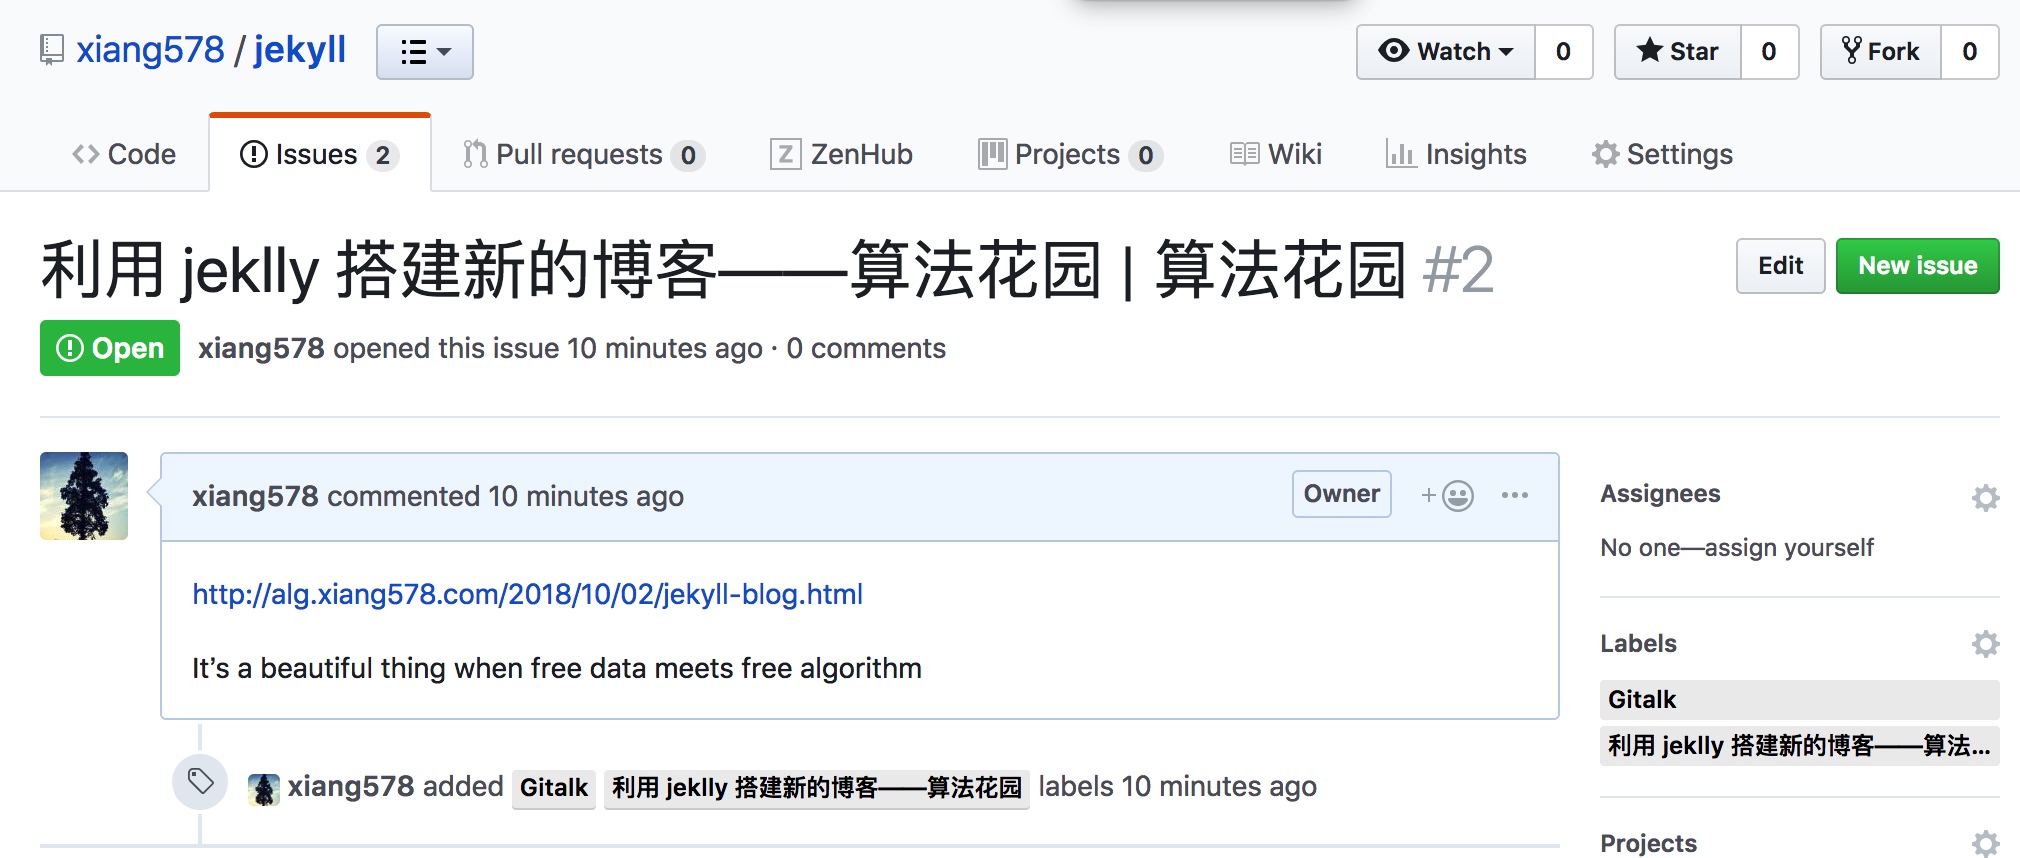 xiang578 / jekyll Watch 0 Star 0 Fork 0
Code Issues 2 Pull requests 0 ZenHub Projects 0 Wiki Insights Settings
利用 jeklly 搭建新的博客——算法花园 | 算法花园 #2 Edit New issue
Open xiang578 opened this issue 10 minutes ago · 0 comments
xiang578 commented 10 minutes ago Owner
http://alg.xiang578.com/2018/10/02/jekyll-blog.html
It's a beautiful thing when free data meets free algorithm
xiang578 added Gitalk 利用 jeklly 搭建新的博客——算法花园 labels 10 minutes ago
Assignees
No one—assign yourself
Labels
Gitalk
利用 jeklly 搭建新的博客——算法...
Projects